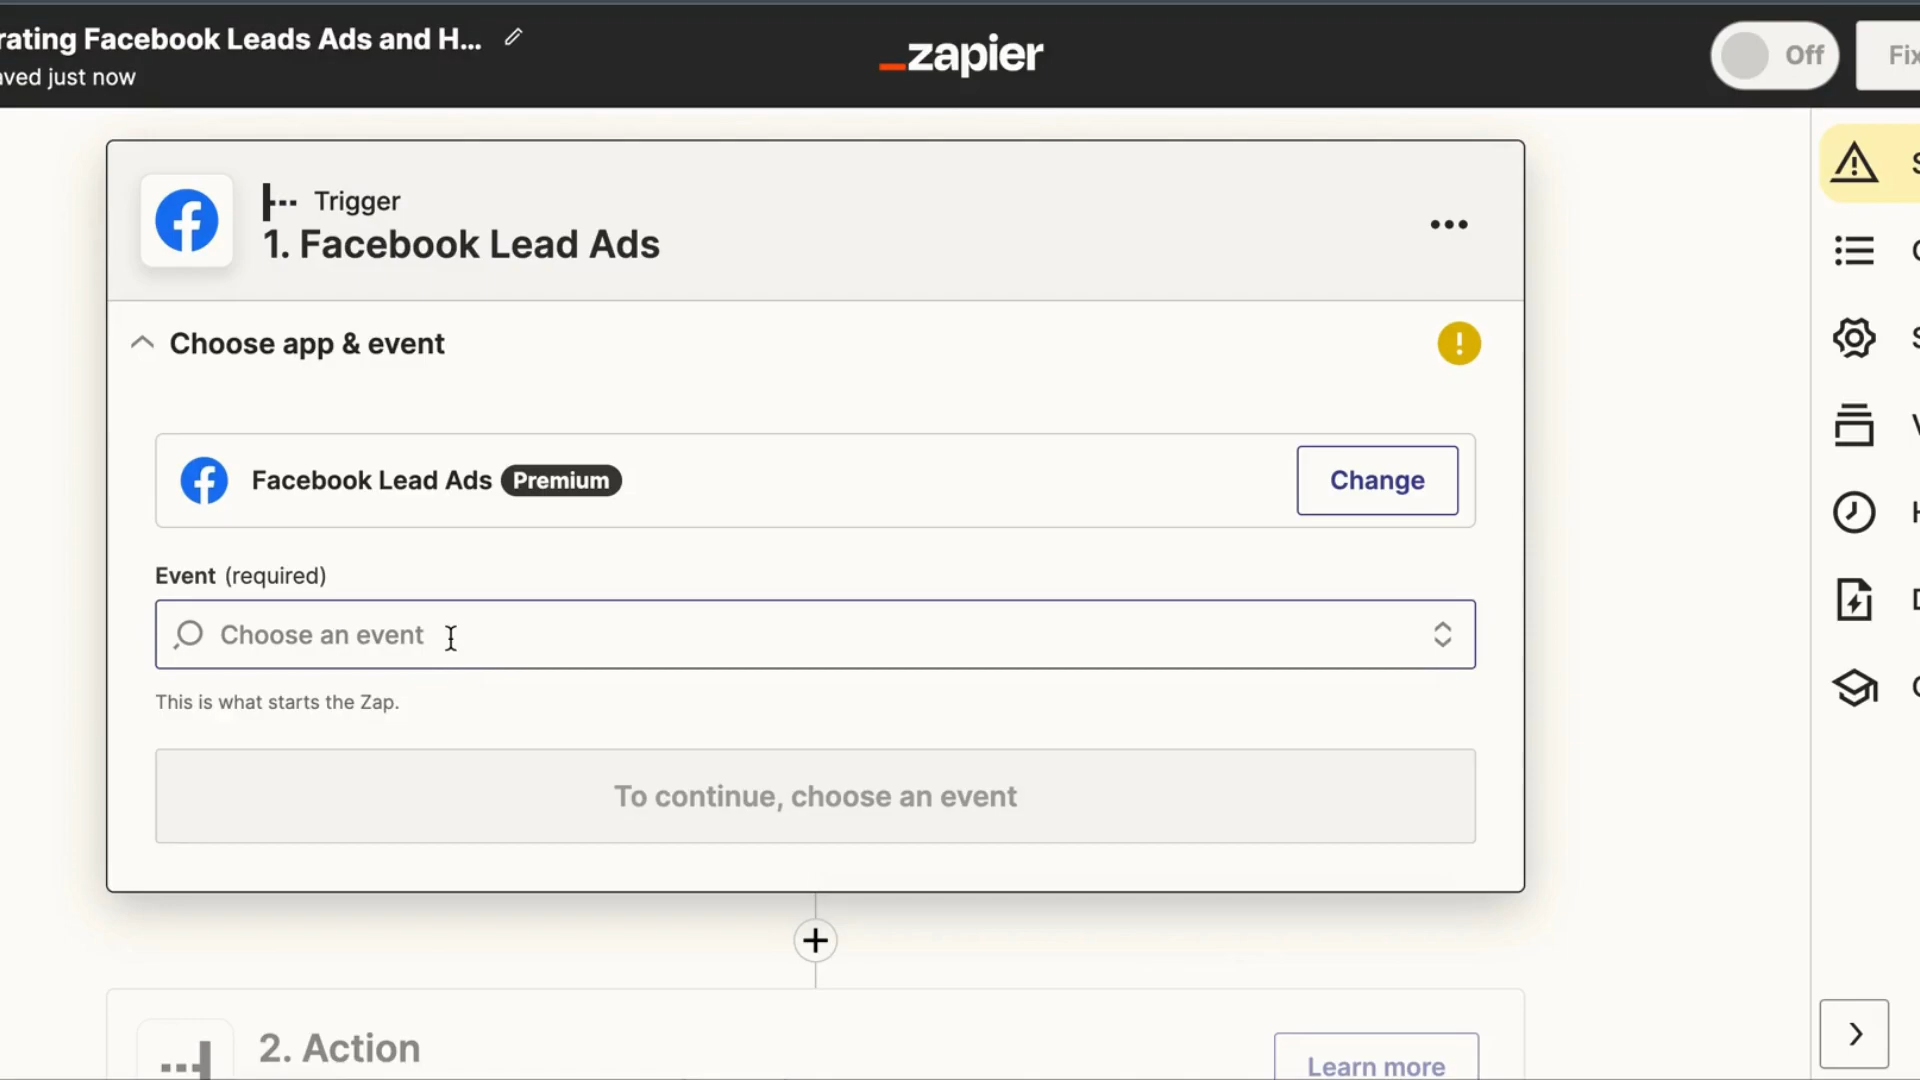 rating Facebook Leads Ads and H...
aved just now
zapier
Off
Fix
Trigger
1. Facebook Lead Ads
Choose app & event
Facebook Lead Ads Premium
Change
Event (required)
Choose an event
This is what starts the Zap.
To continue, choose an event
2. Action
Learn more